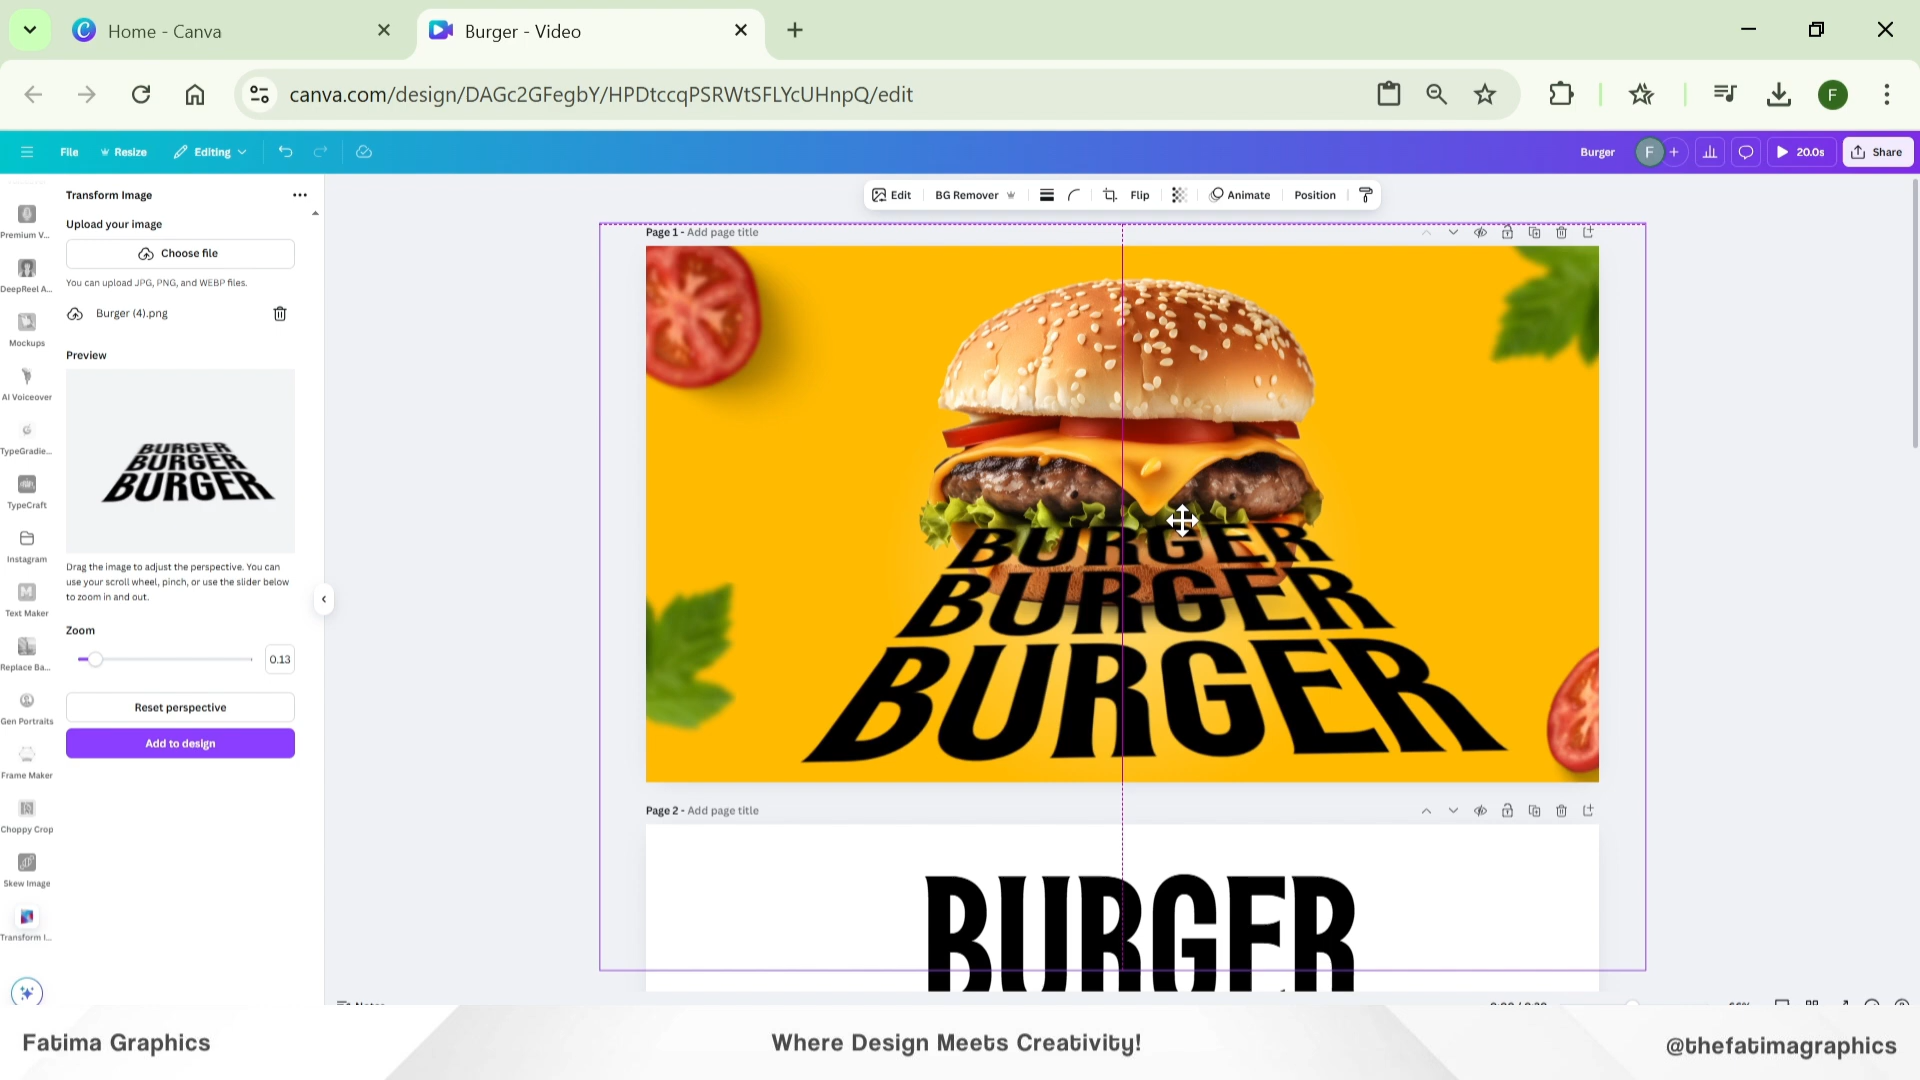 Home - Canva
Burger - Video
canva.com/design/DAGc2GFegbY/HPDtccqPSRWtSFLYcUHnpQ/edit
F
File
Resize
Editing
Burger
F
20.0s
Share
Transform Image
Upload your image
Choose file
You can upload JPG, PNG, and WEBP files.
Burger (4).png
Preview
BURGER
BURGER
BURGER
Drag the image to adjust the perspective. You can
use your scroll wheel, pinch, or use the slider below
to zoom in and out.
Zoom
0.13
Reset perspective
Add to design
Premium V...
DeepReel A...
Mockups
AI Voiceover
TypeGradie...
TypeCraft
Instagram
Text Maker
Replace Ba...
Gen Portraits
Frame Maker
Choppy Crop
Skew Image
Transform I...
Edit
BG Remover
Flip
Animate
Position
Page 1 - Add page title
BURGER
BURGER
BURGER
Page 2 - Add page title
BURGER
Fatima Graphics
Where Design Meets Creativity!
@thefatimagraphics